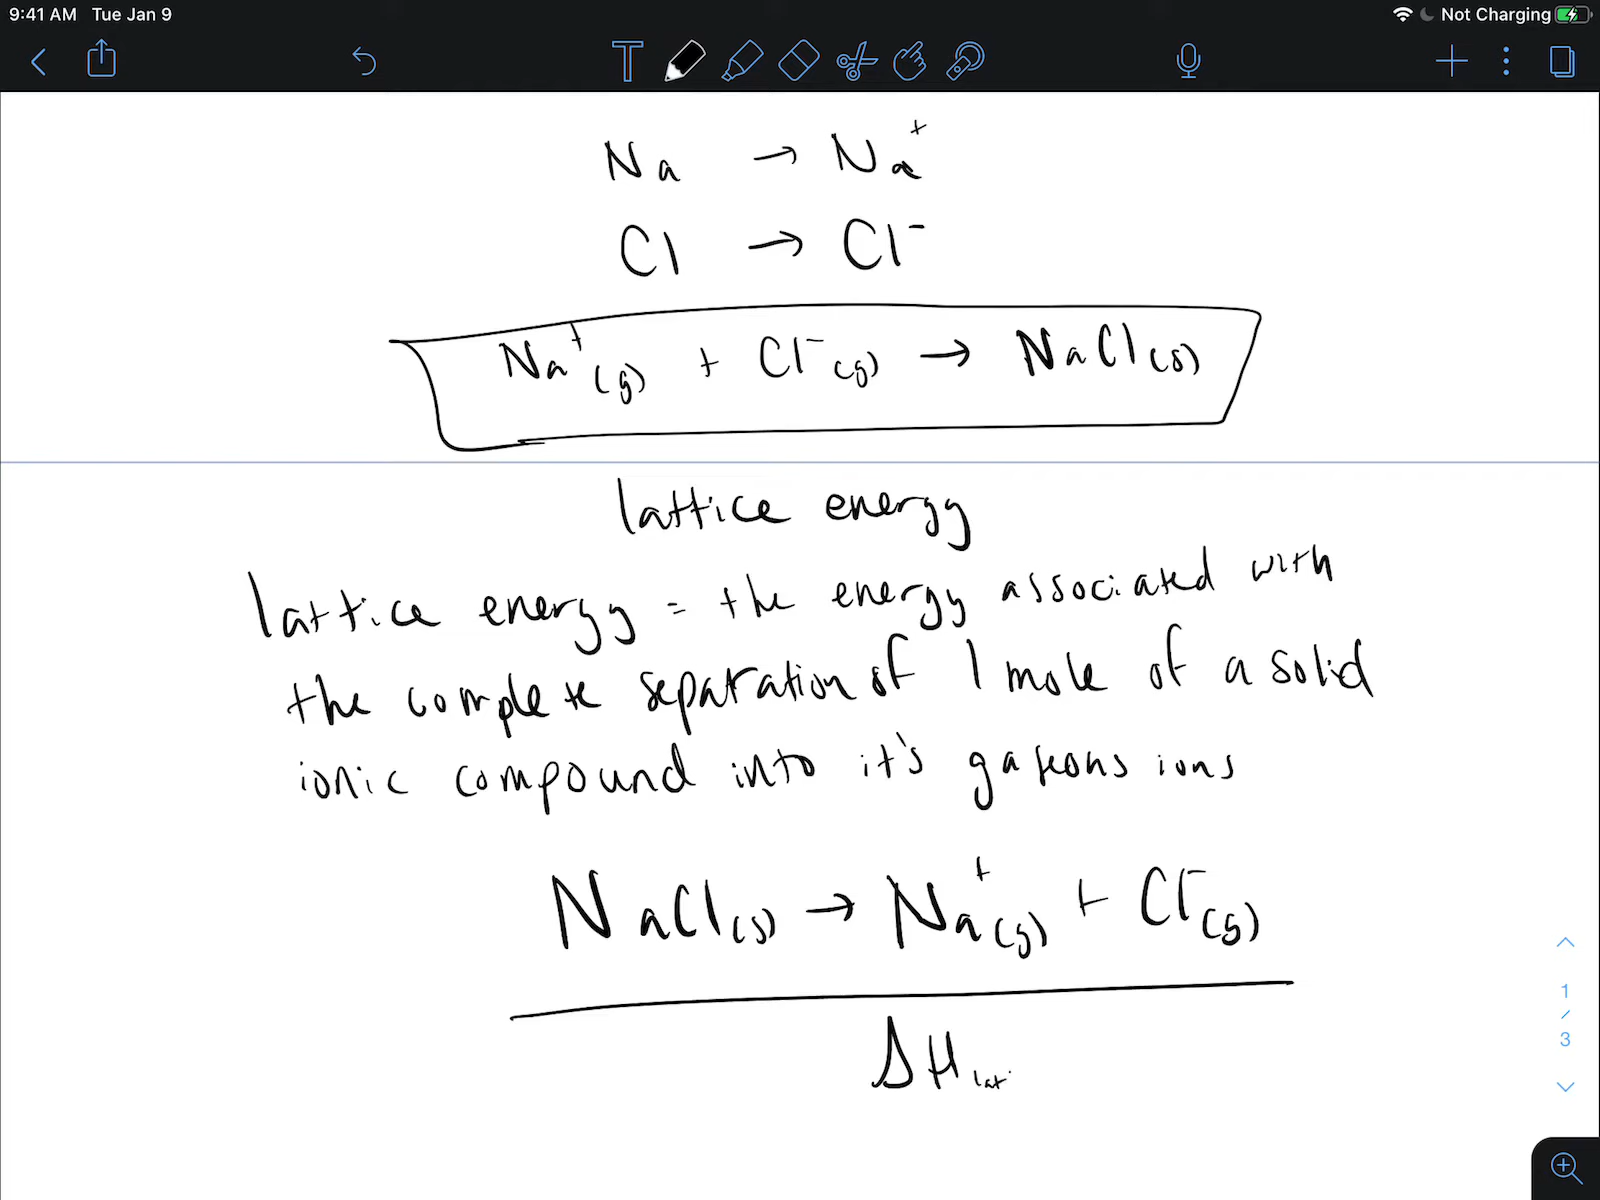 9:41 AM Tue Jan 9
Not Charging
Na → Na⁺
Cl → Cl⁻
Na⁺(g) + Cl⁻(g) → NaCl(s)
lattice energy
lattice energy = the energy associated with
the complete separation of 1 mole of a solid
ionic compound into it's gaseous ions
NaCl(s) → Na⁺(g) + Cl⁻(g)
ΔH lat.
1
/
3